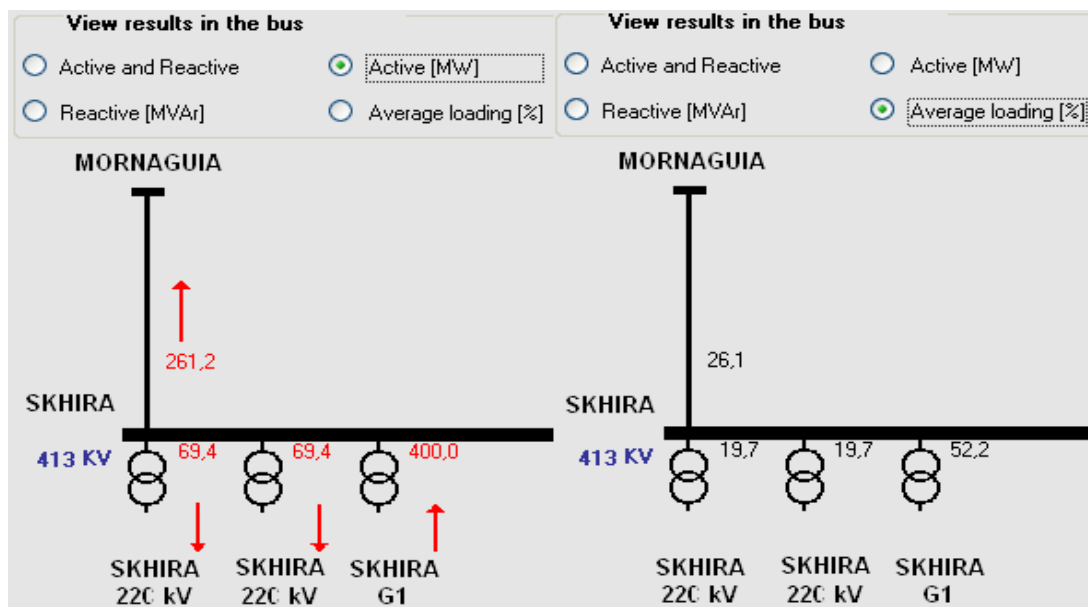 View results in the bus
Active and Reactive
Active [MW]
Reactive [MVAr]
Average loading [%]
MORNAGUIA
261,2
SKHIRA
413 KV
69,4
69,4
400,0
SKHIRA
220 kV
SKHIRA
220 kV
SKHIRA
G1
View results in the bus
Active and Reactive
Active [MW]
Reactive [MVAr]
Average loading [%]
MORNAGUIA
26,1
SKHIRA
413 KV
19,7
19,7
52,2
SKHIRA
220 kV
SKHIRA
220 kV
SKHIRA
G1